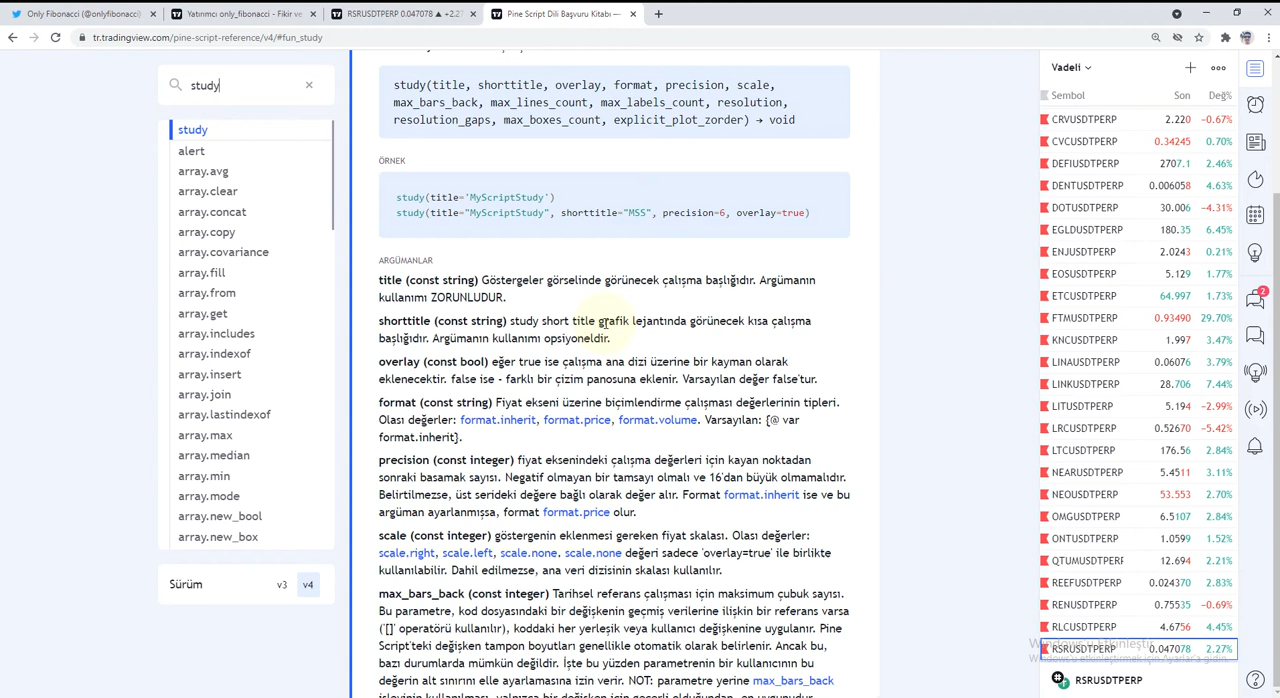 Only Fibonacci (@onlyfibonacci)
Yatırımcı only_fibonacci - Fikir ve
RSRUSDTPERP 0.047078 ▲ +2.27
Pine Script Dili Başvuru Kitabı —
tr.tradingview.com/pine-script-reference/v4/#fun_study
study
study
alert
array.avg
array.clear
array.concat
array.copy
array.covariance
array.fill
array.from
array.get
array.includes
array.indexof
array.insert
array.join
array.lastindexof
array.max
array.median
array.min
array.mode
array.new_bool
array.new_box
Sürüm v3 v4
study(title, shorttitle, overlay, format, precision, scale,
max_bars_back, max_lines_count, max_labels_count, resolution,
resolution_gaps, max_boxes_count, explicit_plot_zorder) → void
ÖRNEK
study(title='MyScriptStudy')
study(title="MyScriptStudy", shorttitle="MSS", precision=6, overlay=true)
ARGÜMANLAR
title (const string) Göstergeler görselinde görünecek çalışma başlığıdır. Argümanın
kullanımı ZORUNLUDUR.
shorttitle (const string) study short title grafik lejantında görünecek kısa çalışma
başlığıdır. Argümanın kullanımı opsiyoneldir.
overlay (const bool) eğer true ise çalışma ana dizi üzerine bir kayman olarak
eklenecektir. false ise - farklı bir çizim panosuna eklenir. Varsayılan değer false'tur.
format (const string) Fiyat ekseni üzerine biçimlendirme çalışması değerlerinin tipleri.
Olası değerler: format.inherit, format.price, format.volume. Varsayılan: {@ var
format.inherit}.
precision (const integer) fiyat eksenindeki çalışma değerleri için kayan noktadan
sonraki basamak sayısı. Negatif olmayan bir tamsayı olmalı ve 16'dan büyük olmamalıdır.
Belirtilmezse, üst serideki değere bağlı olarak değer alır. Format format.inherit ise ve bu
argüman ayarlanmışsa, format format.price olur.
scale (const integer) göstergenin eklenmesi gereken fiyat skalası. Olası değerler:
scale.right, scale.left, scale.none. scale.none değeri sadece 'overlay=true' ile birlikte
kullanılabilir. Dahil edilmezse, ana veri dizisinin skalası kullanılır.
max_bars_back (const integer) Tarihsel referans çalışması için maksimum çubuk sayısı.
Bu parametre, kod dosyasındaki bir değişkenin geçmiş verilerine ilişkin bir referans varsa
('[]' operatörü kullanılır), koddaki her yerleşik veya kullanıcı değişkenine uygulanır. Pine
Script'teki değişken tampon boyutları genellikle otomatik olarak belirlenir. Ancak bu,
bazı durumlarda mümkün değildir. İşte bu yüzden parametrenin bir kullanıcının bu
değerin alt sınırını elle ayarlamasına izin verir. NOT: parametre yerine max_bars_back
Vadeli
Sembol Son Değ%
CRVUSDTPERP 2.220 −0.67%
CVCUSDTPERP 0.34245 0.70%
DEFIUSDTPERP 2707.1 2.46%
DENTUSDTPERP 0.006058 4.63%
DOTUSDTPERP 30.006 −4.31%
EGLDUSDTPERP 180.35 6.45%
ENJUSDTPERP 2.0243 0.21%
EOSUSDTPERP 5.129 1.77%
ETCUSDTPERP 64.997 1.73%
FTMUSDTPERP 0.93490 29.70%
KNCUSDTPERP 1.997 3.47%
LINAUSDTPERP 0.06076 3.79%
LINKUSDTPERP 28.706 7.44%
LITUSDTPERP 5.194 −2.99%
LRCUSDTPERP 0.52670 −5.42%
LTCUSDTPERP 176.56 2.84%
NEARUSDTPERP 5.4511 3.11%
NEOUSDTPERP 53.553 2.70%
OMGUSDTPERP 6.5107 2.84%
ONTUSDTPERP 1.0599 1.52%
QTUMUSDTPERP 12.694 2.21%
REEFUSDTPERP 0.024370 2.83%
RENUSDTPERP 0.75535 −0.69%
RLCUSDTPERP 4.6756 4.45%
Windows'u Etkinleştir
RSRUSDTPERP 0.047078 2.27%
RSRUSDTPERP
2